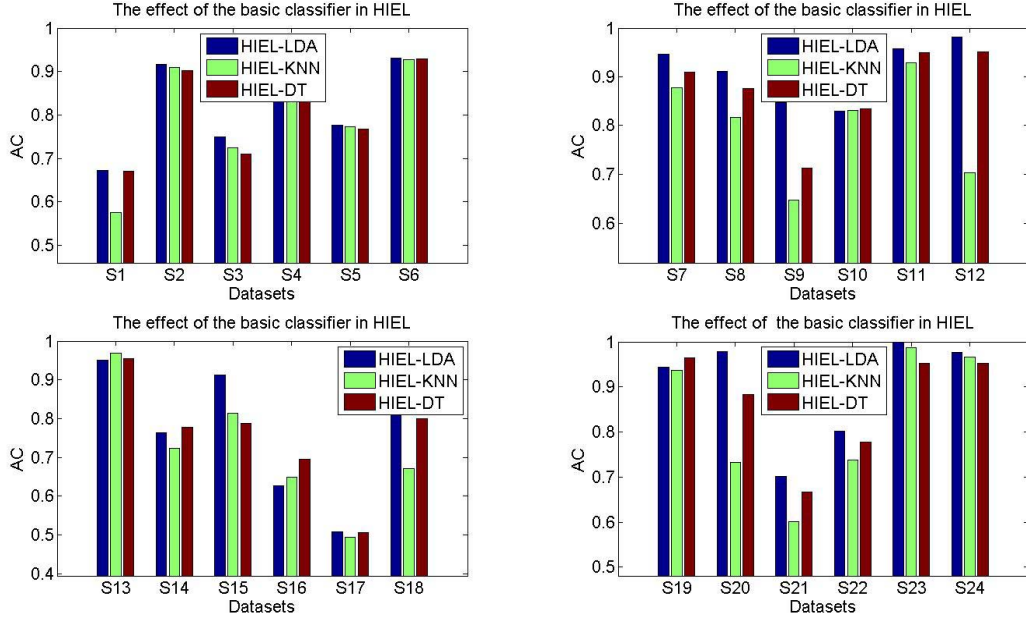 The effect of the basic classifier in HIEL
1
0.9
0.8
0.7
0.6
0.5
AC
HIEL-LDA
HIEL-KNN
HIEL-DT
S1 S2 S3 S4 S5 S6
Datasets
The effect of the basic classifier in HIEL
1
0.9
0.8
0.7
0.6
AC
HIEL-LDA
HIEL-KNN
HIEL-DT
S7 S8 S9 S10 S11 S12
Datasets
The effect of the basic classifier in HIEL
1
0.9
0.8
0.7
0.6
0.5
0.4
AC
HIEL-LDA
HIEL-KNN
HIEL-DT
S13 S14 S15 S16 S17 S18
Datasets
The effect of the basic classifier in HIEL
1
0.9
0.8
0.7
0.6
0.5
AC
HIEL-LDA
HIEL-KNN
HIEL-DT
S19 S20 S21 S22 S23 S24
Datasets